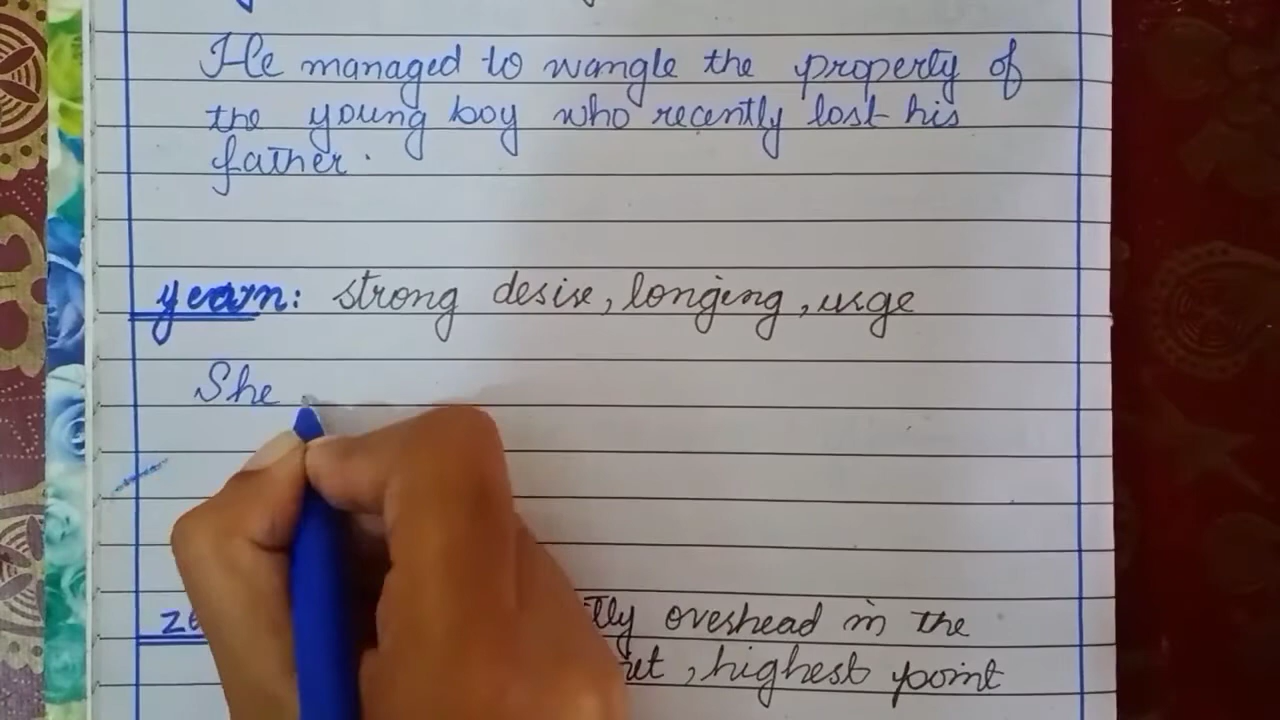 He managed to wangle the property of
the young boy who recently lost his
father.
yearn: strong desire, longing, urge
She
overhead in the
, highest point